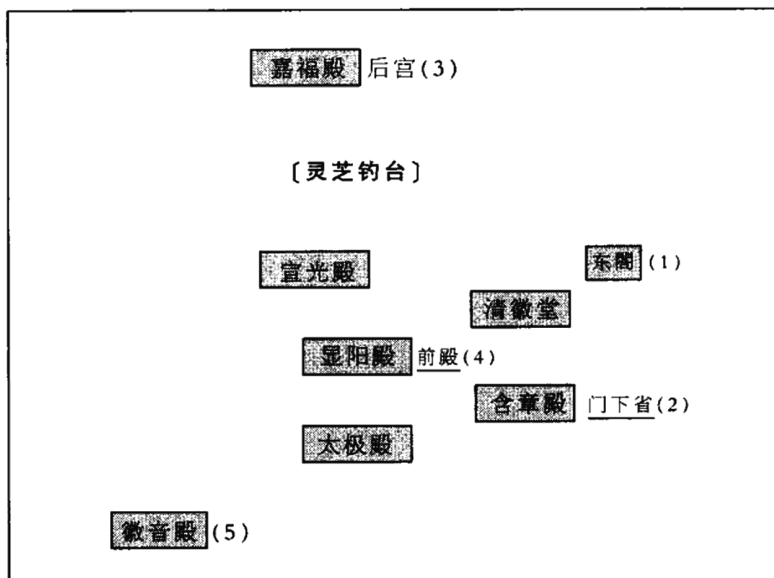 嘉福殿 后宫(3)
〔灵芝钓台〕
东阁 (1)
宣光殿
清徽堂
显阳殿 前殿(4)
含章殿 门下省(2)
太极殿
徽音殿 (5)